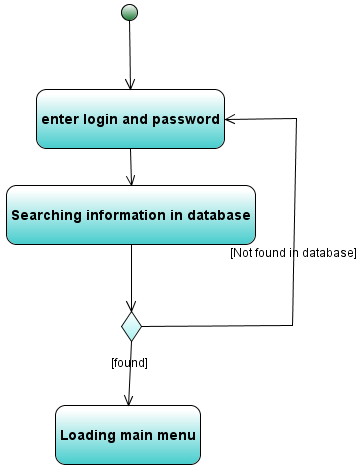 enter login and password
Searching information in database
[Not found in database]
[found]
Loading main menu